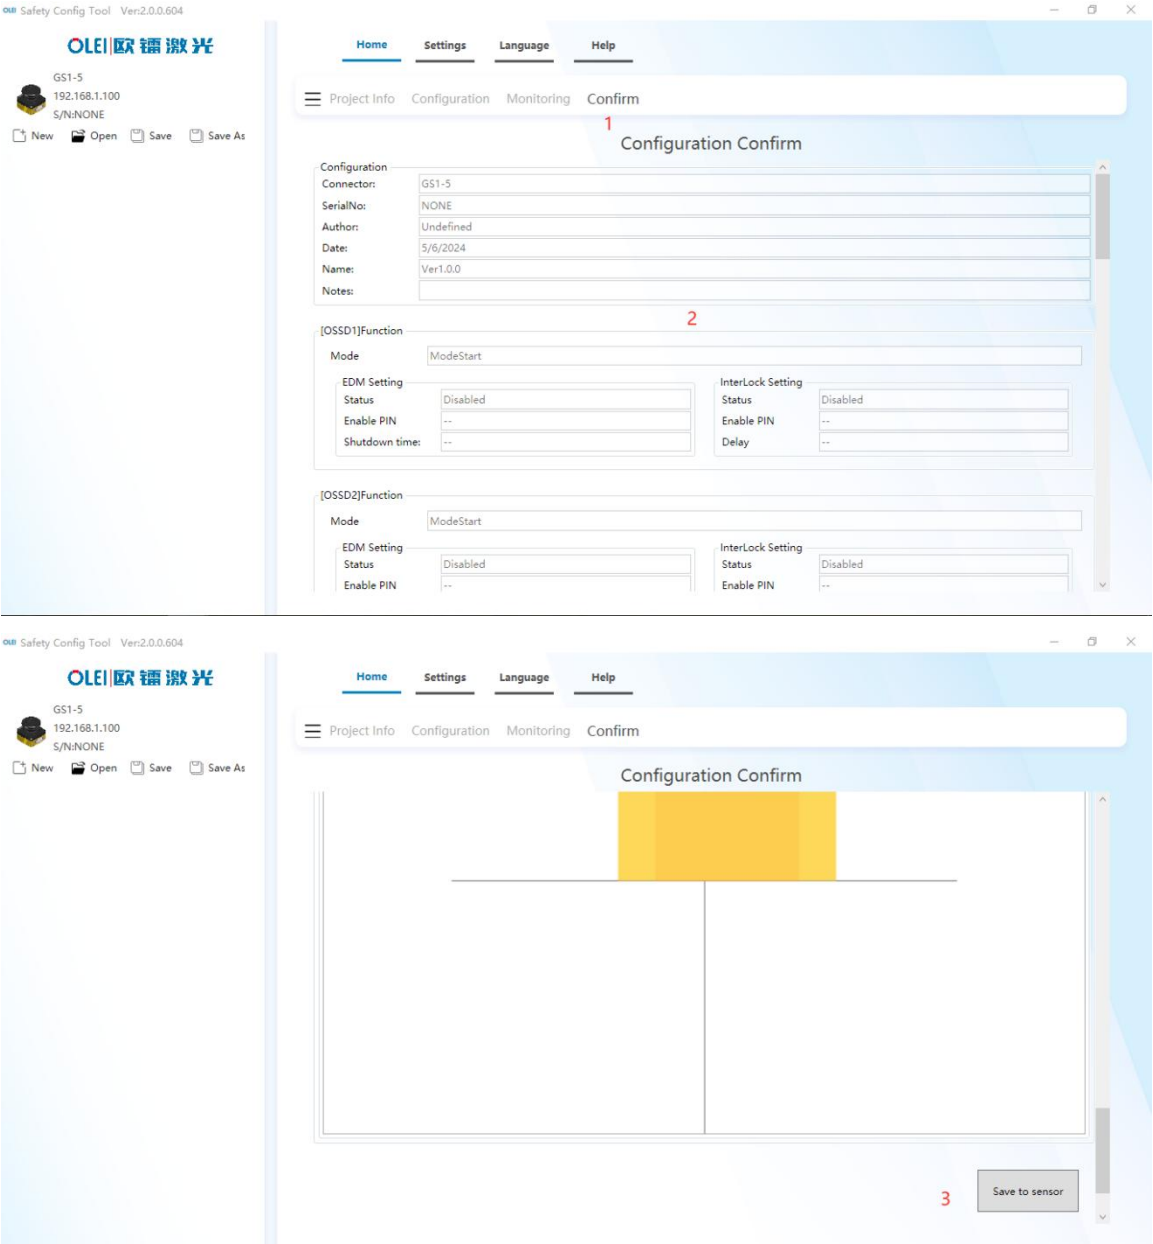 OLEI Safety Config Tool Ver:2.0.0.604
OLEI 欧镭激光
GS1-5
192.168.1.100
S/N:NONE
New Open Save Save As
Home Settings Language Help
Project Info Configuration Monitoring Confirm
1
Configuration Confirm
Configuration
Connector: GS1-5
SerialNo: NONE
Author: Undefined
Date: 5/6/2024
Name: Ver1.0.0
Notes:
2
[OSSD1]Function
Mode ModeStart
EDM Setting InterLock Setting
Status Disabled Status Disabled
Enable PIN -- Enable PIN --
Shutdown time: -- Delay --
[OSSD2]Function
Mode ModeStart
EDM Setting InterLock Setting
Status Disabled Status Disabled
Enable PIN -- Enable PIN --
OLEI Safety Config Tool Ver:2.0.0.604
OLEI 欧镭激光
GS1-5
192.168.1.100
S/N:NONE
New Open Save Save As
Home Settings Language Help
Project Info Configuration Monitoring Confirm
Configuration Confirm
3
Save to sensor